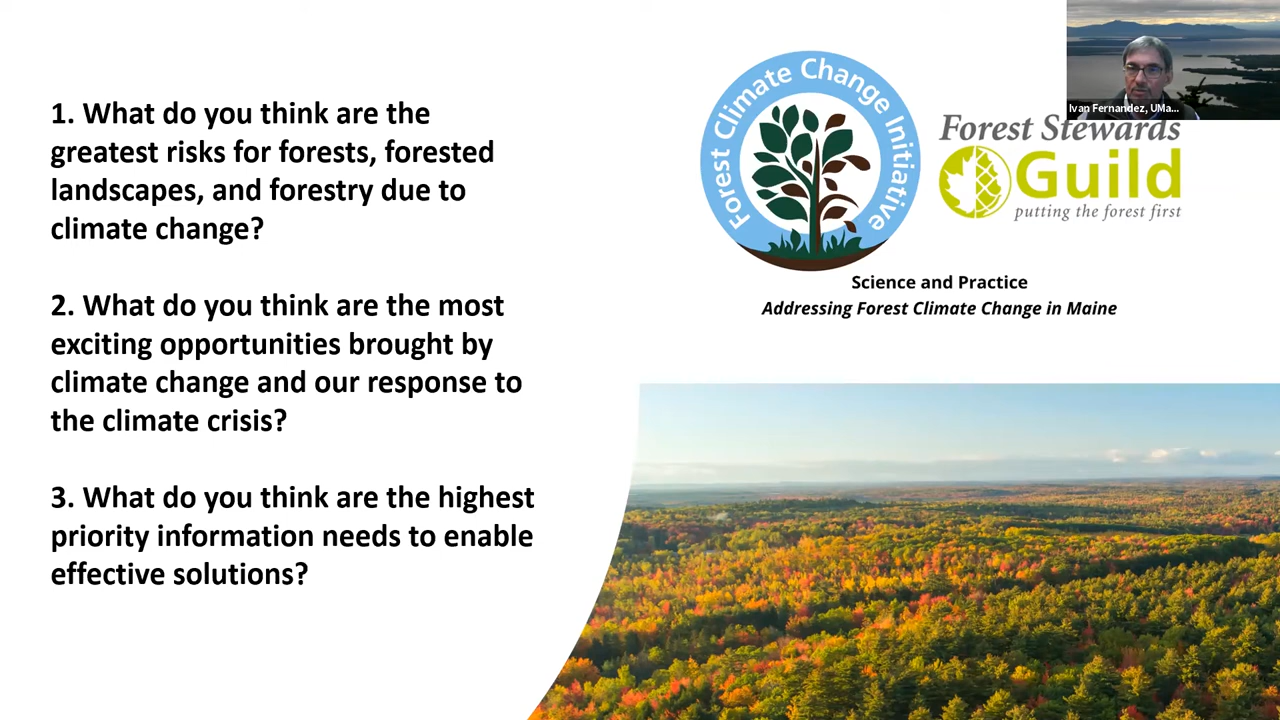 1. What do you think are the
greatest risks for forests, forested
landscapes, and forestry due to
climate change?
2. What do you think are the most
exciting opportunities brought by
climate change and our response to
the climate crisis?
3. What do you think are the highest
priority information needs to enable
effective solutions?
Forest Climate Change Initiative
Ivan Fernandez, UMa...
Forest Stewards
Guild
putting the forest first
Science and Practice
Addressing Forest Climate Change in Maine